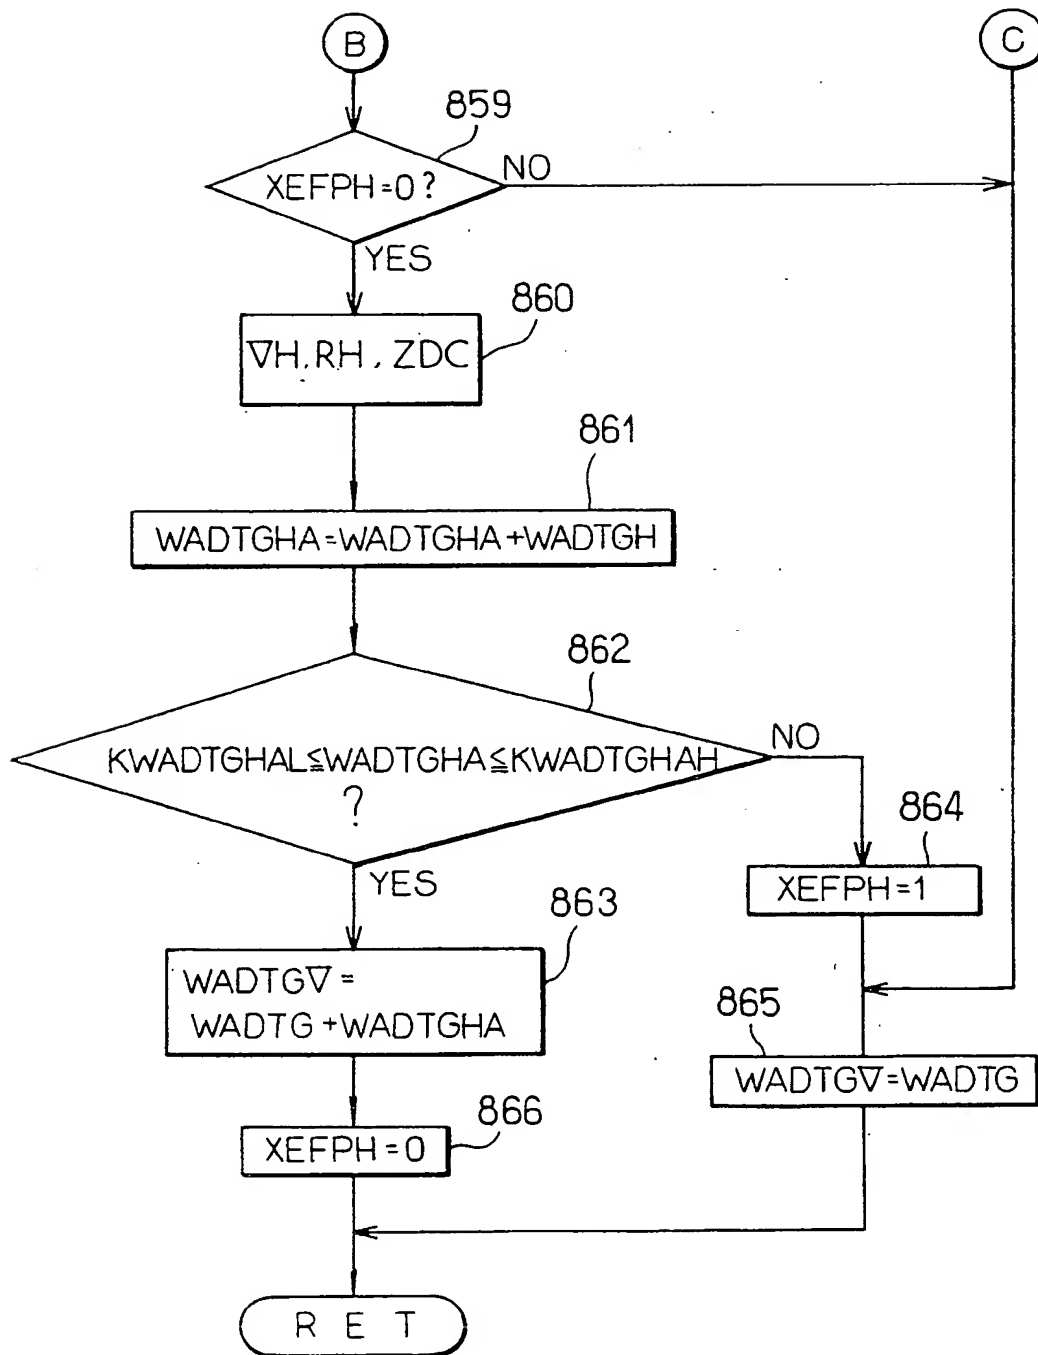 B
C
859
XEFPH=0?
NO
YES
860
∇H, RH, ZDC
861
WADTGHA=WADTGHA+WADTGH
862
KWADTGHAL≦WADTGHA≦KWADTGHAH
?
NO
YES
864
XEFPH=1
863
WADTG∇=
WADTG+WADTGHA
865
WADTG∇=WADTG
866
XEFPH=0
RET